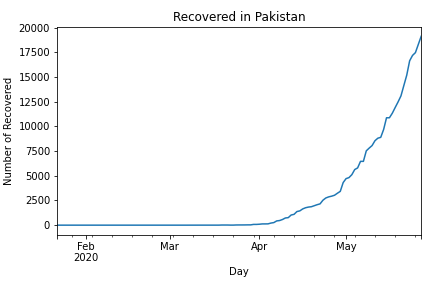 Recovered in Pakistan
20000
17500
15000
12500
10000
7500
5000
2500
0
Number of Recovered
Feb
2020
Mar
Apr
May
Day